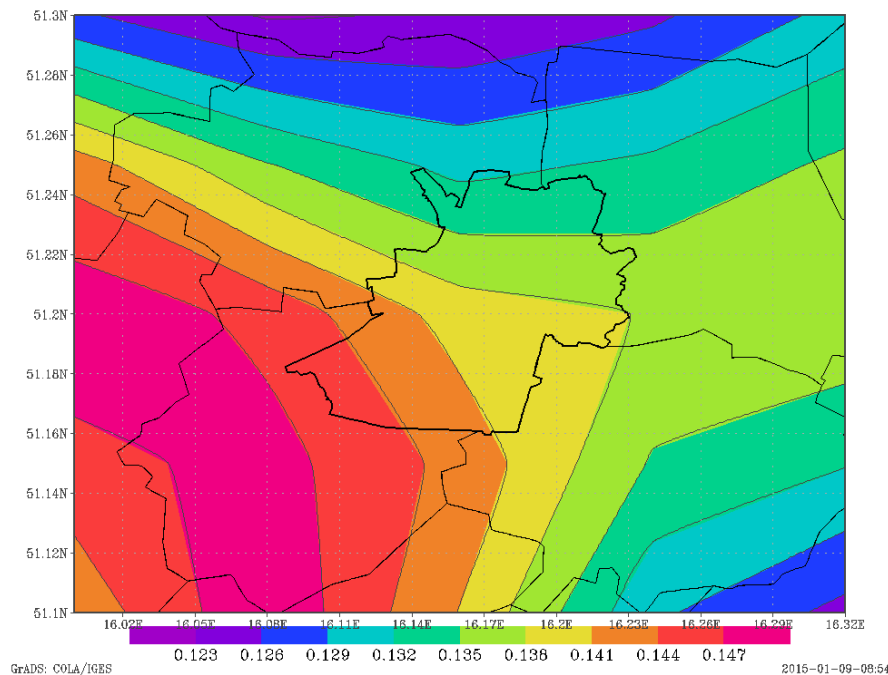 51.3N
51.28N
51.26N
51.24N
51.22N
51.2N
51.18N
51.16N
51.14N
51.12N
51.1N
16.02E 16.05E 16.08E 16.11E 16.14E 16.17E 16.2E 16.23E 16.26E 16.29E 16.32E
0.123 0.126 0.129 0.132 0.135 0.138 0.141 0.144 0.147
GrADS: COLA/IGES 2015-01-09-08:54